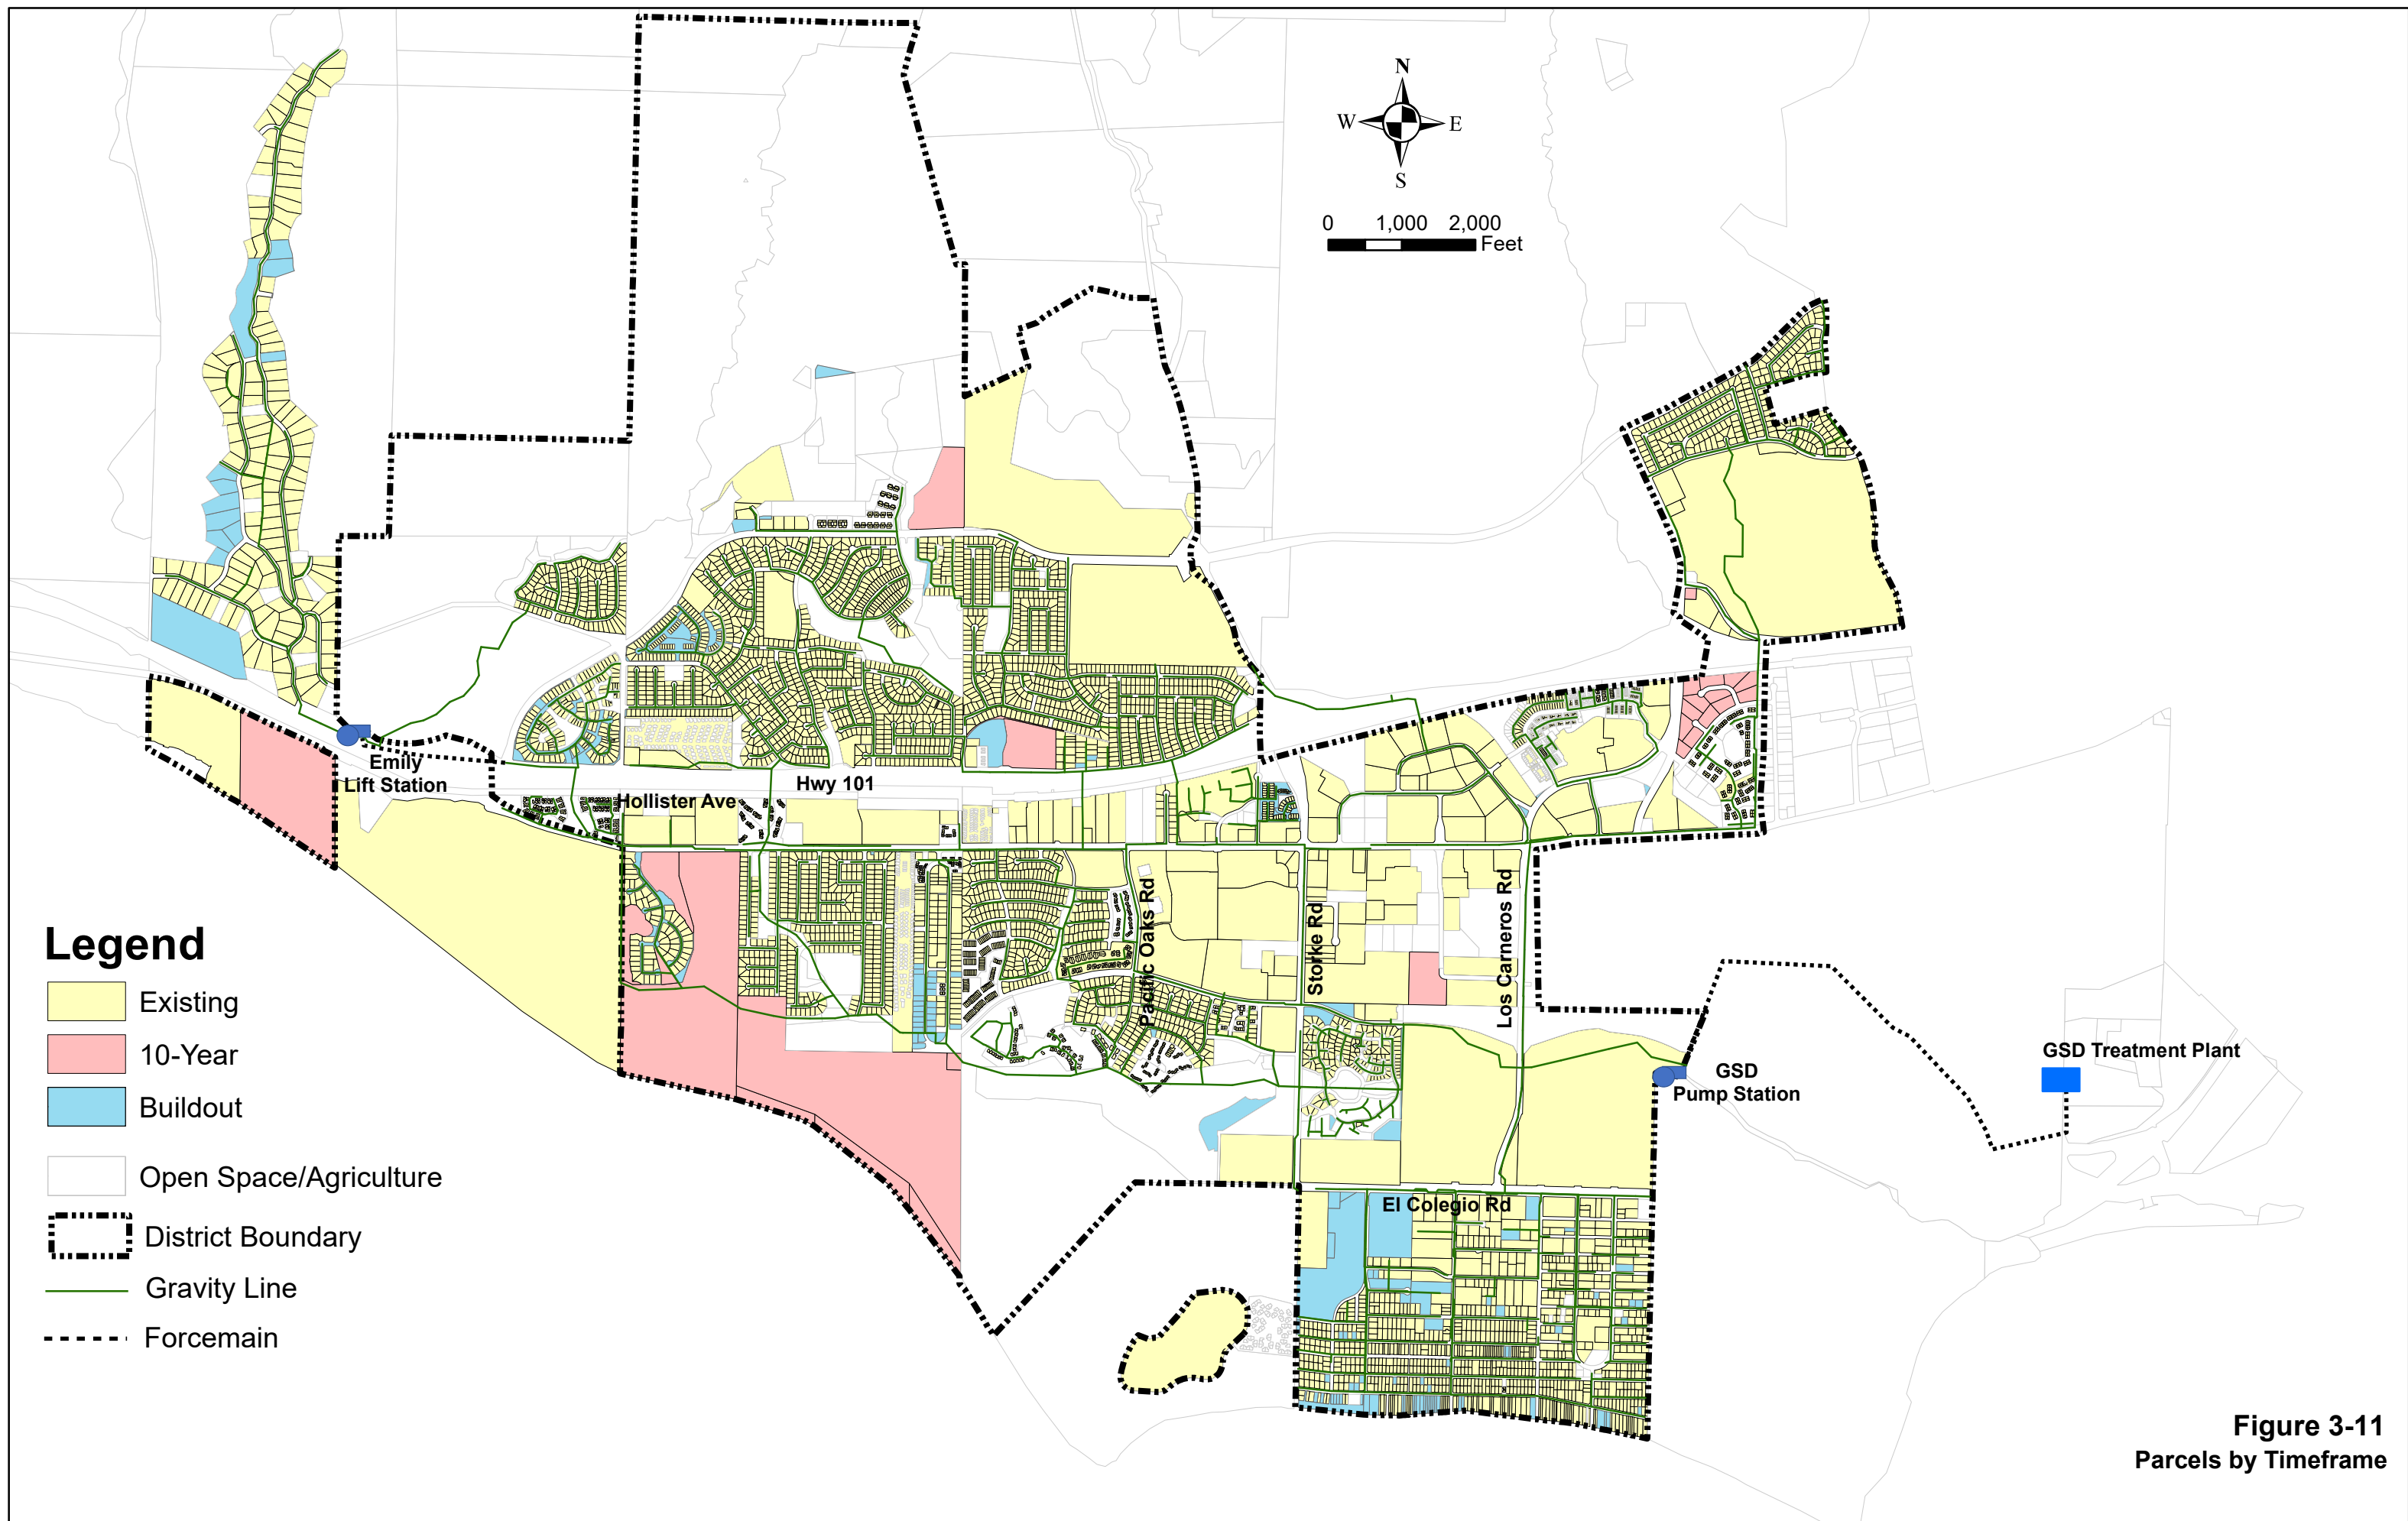 N
W E
S
0 1,000 2,000
Feet
Emily
Lift Station
Hwy 101
Hollister Ave
Pacific Oaks Rd
Storke Rd
Los Carneros Rd
GSD Treatment Plant
GSD
Pump Station
El Colegio Rd
Legend
Existing
10-Year
Buildout
Open Space/Agriculture
District Boundary
Gravity Line
Forcemain
Figure 3-11
Parcels by Timeframe